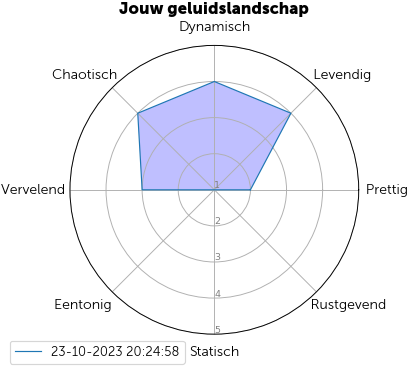 Jouw geluidslandschap
Dynamisch
Chaotisch
Levendig
Vervelend
1
Prettig
2
3
4
Eentonig
Rustgevend
5
23-10-2023 20:24:58
Statisch